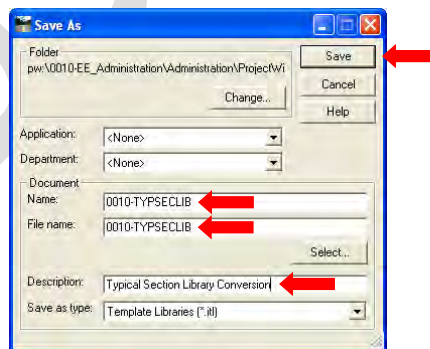 Save As
Folder
pw:\0010-EE_Administration\Administration\ProjectWi
Change...
Save
Cancel
Help
Application: <None>
Department: <None>
Document
Name: 0010-TYPSECLIB
File name: 0010-TYPSECLIB
Select...
Description: Typical Section Library Conversion
Save as type: Template Libraries (*.itl)